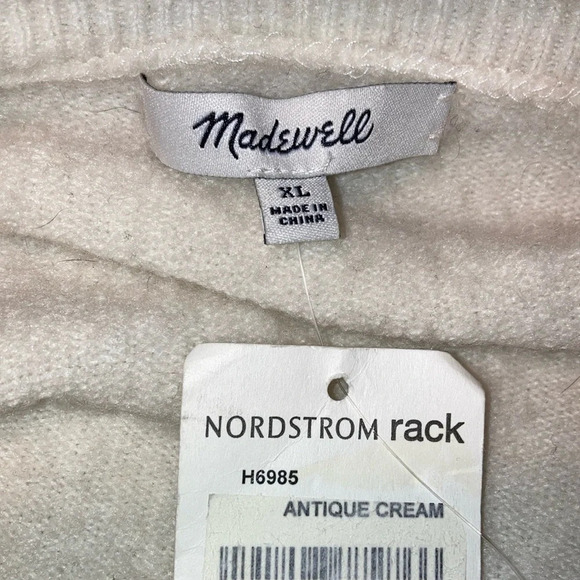 Madewell
XL
MADE IN
CHINA
NORDSTROM rack
H6985
ANTIQUE CREAM